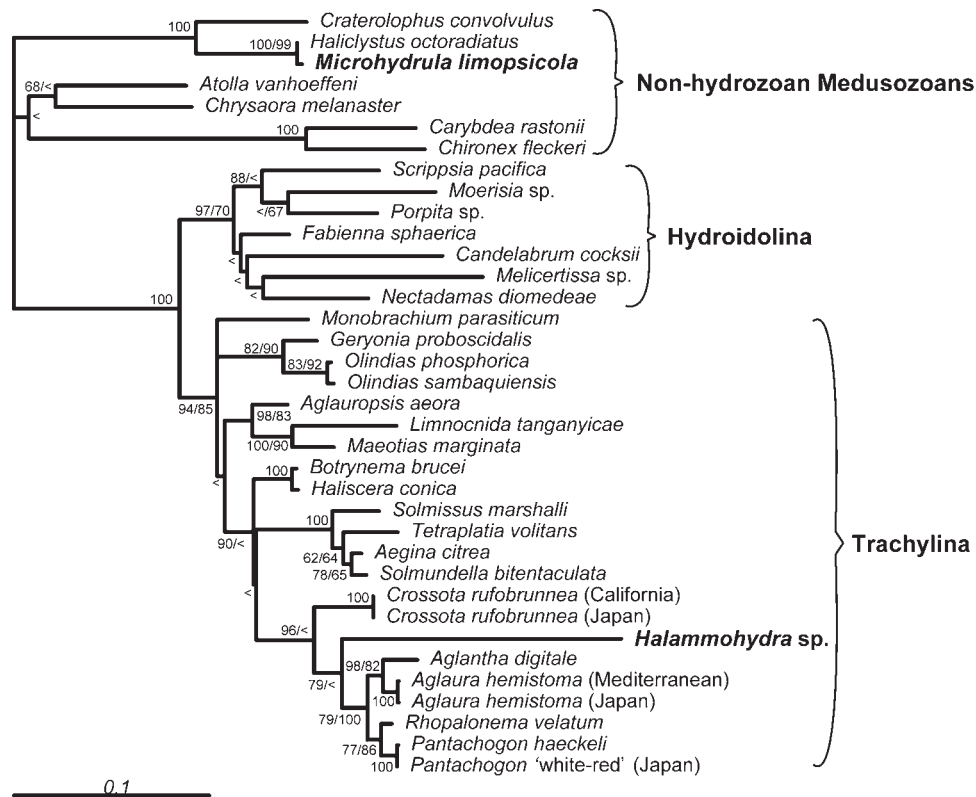 Craterolophus convolvulus
100
Haliclystus octoradiatus
100/99
Microhydrula limopsicola
Non-hydrozoan Medusozoans
68/<
Atolla vanhoeffeni
<
Chrysaora melanaster
Carybdea rastonii
100
Chironex fleckeri
Scrippsia pacifica
88/<
Moerisia sp.
97/70
</67
Porpita sp.
Fabienna sphaerica
Hydroidolina
<
Candelabrum cocksii
<
Melicertissa sp.
<
Nectadamas diomedeae
100
Monobrachium parasiticum
Geryonia proboscidalis
82/90
Olindias phosphorica
83/92
Olindias sambaquiensis
94/85
Aglauropsis aeora
98/83
Limnocnida tanganyicae
100/90
Maeotias marginata
Botrynema brucei
100
<
Haliscera conica
Solmissus marshalli
100
Tetraplatia volitans
90/<
Trachylina
62/64
Aegina citrea
78/65
Solmundella bitentaculata
<
Crossota rufobrunnea (California)
100
Crossota rufobrunnea (Japan)
96/<
Halammohydra sp.
98/82
Aglantha digitale
79/<
Aglaura hemistoma (Mediterranean)
100
Aglaura hemistoma (Japan)
79/100
Rhopalonema velatum
77/86
Pantachogon haeckeli
100
Pantachogon ‘white-red’ (Japan)
0.1